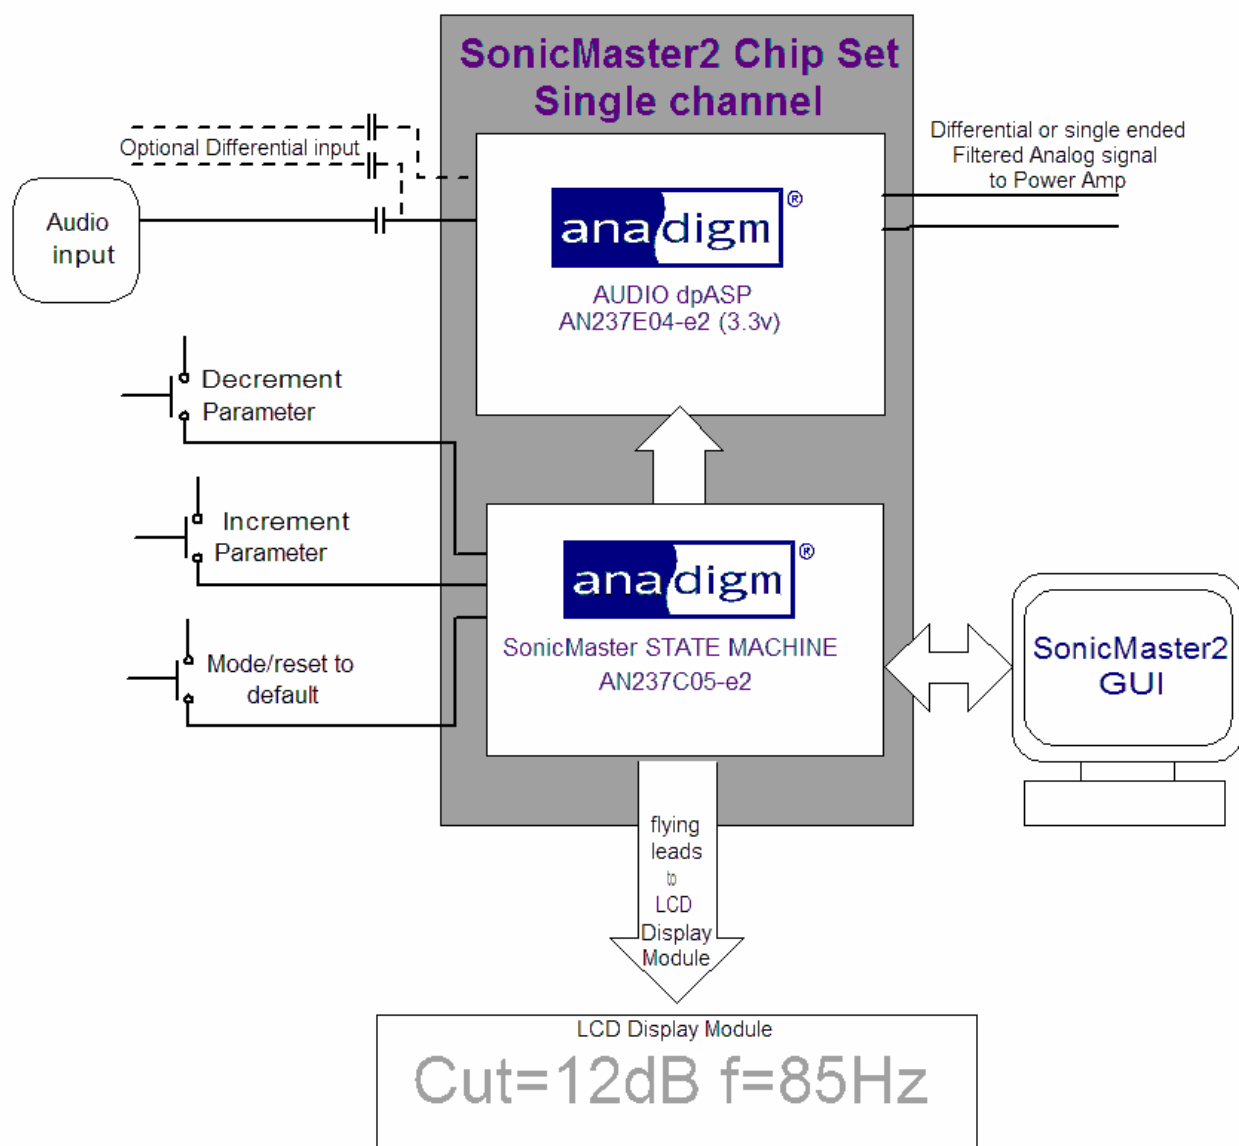 SonicMaster2 Chip Set
Single channel
Optional Differential input
Differential or single ended
Filtered Analog signal
to Power Amp
Audio
input
anadigm®
AUDIO dpASP
AN237E04-e2 (3.3v)
Decrement
Parameter
Increment
Parameter
Mode/reset to
default
anadigm®
SonicMaster STATE MACHINE
AN237C05-e2
SonicMaster2
GUI
flying
leads
to
LCD
Display
Module
LCD Display Module
Cut=12dB f=85Hz